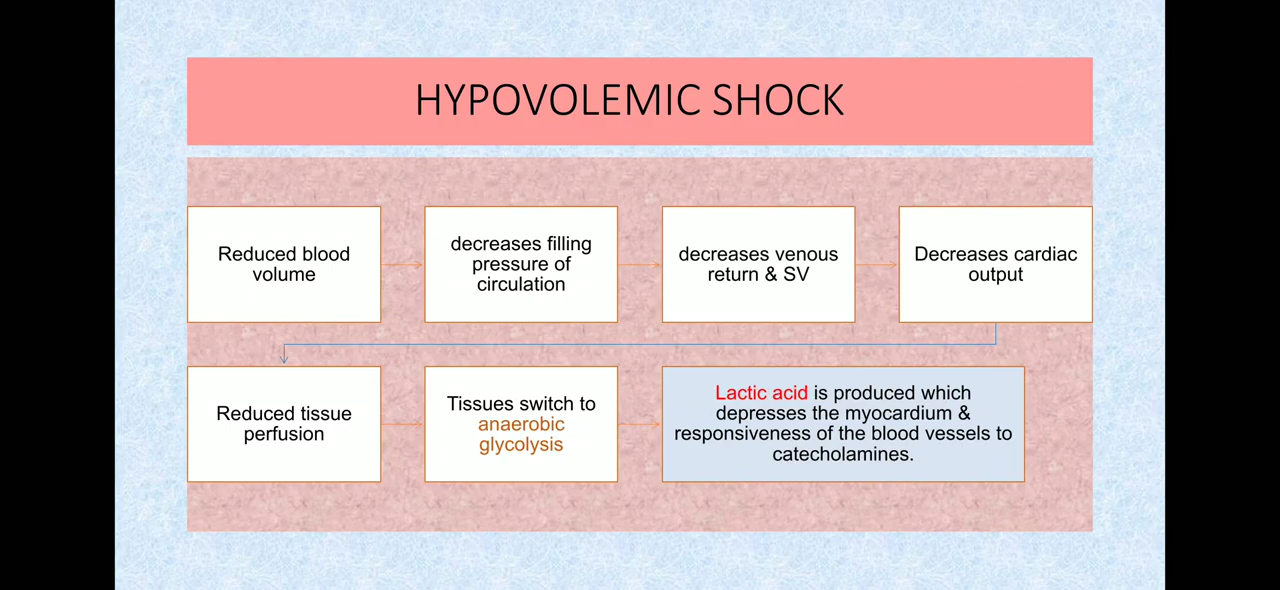 HYPOVOLEMIC SHOCK
Reduced blood
volume
decreases filling
pressure of
circulation
decreases venous
return & SV
Decreases cardiac
output
Reduced tissue
perfusion
Tissues switch to
anaerobic
glycolysis
Lactic acid is produced which
depresses the myocardium &
responsiveness of the blood vessels to
catecholamines.